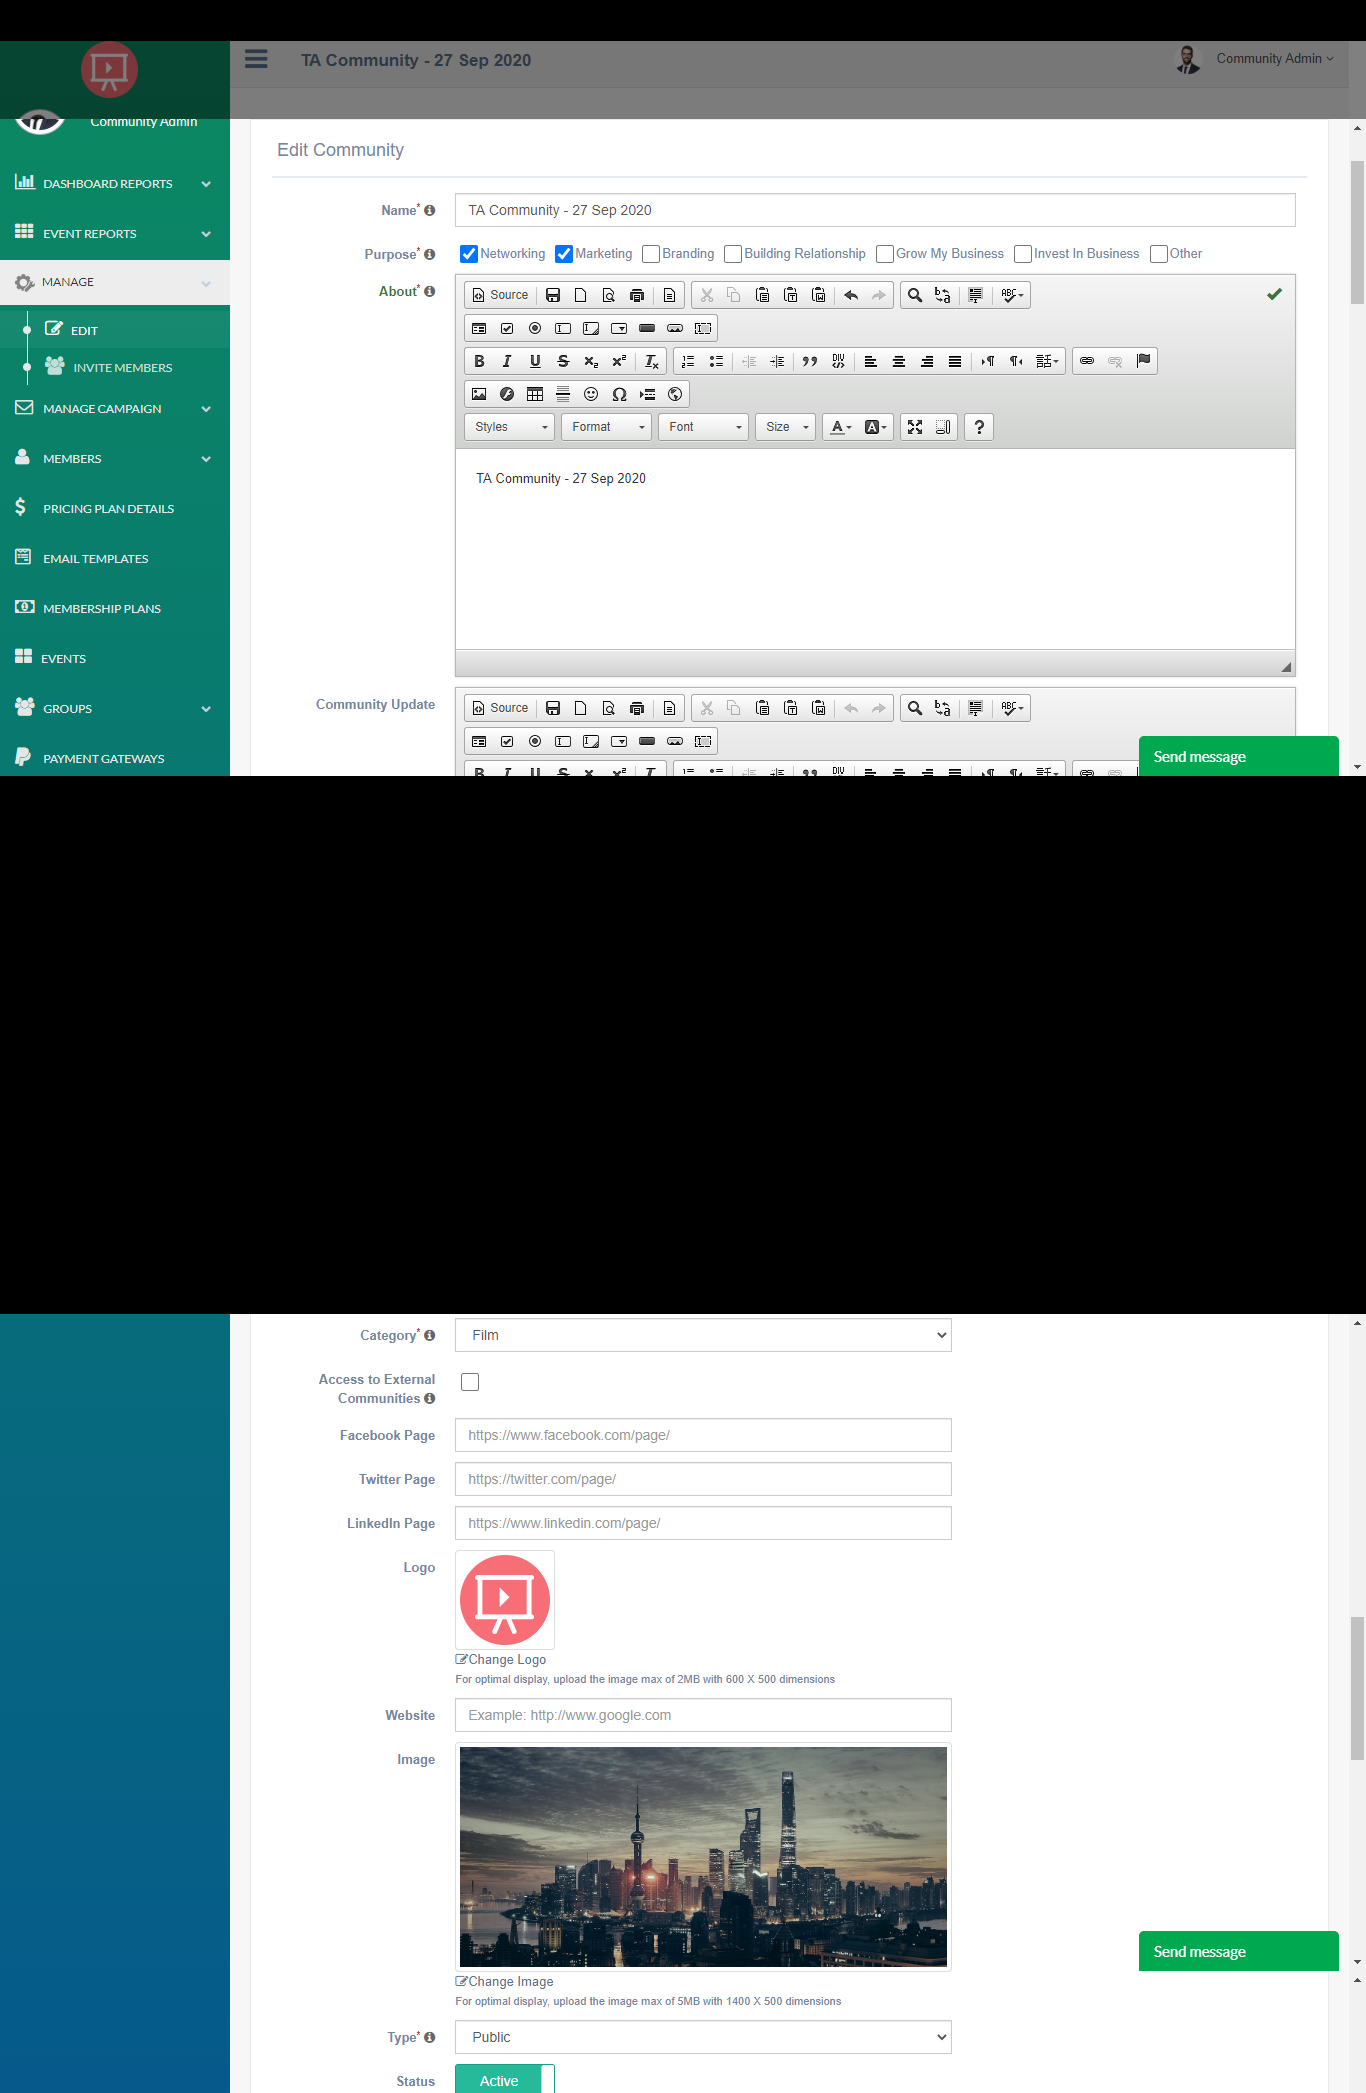 TA Community - 27 Sep 2020
Community Admin
Community Admin
DASHBOARD REPORTS
EVENT REPORTS
MANAGE
EDIT
INVITE MEMBERS
MANAGE CAMPAIGN
MEMBERS
PRICING PLAN DETAILS
EMAIL TEMPLATES
MEMBERSHIP PLANS
EVENTS
GROUPS
PAYMENT GATEWAYS
Edit Community
Name* TA Community - 27 Sep 2020
Purpose* Networking Marketing Branding Building Relationship Grow My Business Invest In Business Other
About*
Source
Styles Format Font Size
TA Community - 27 Sep 2020
Community Update
Source
Send message
Category* Film
Access to External
Communities
Facebook Page https://www.facebook.com/page/
Twitter Page https://twitter.com/page/
LinkedIn Page https://www.linkedin.com/page/
Logo
Change Logo
For optimal display, upload the image max of 2MB with 600 X 500 dimensions
Website Example: http://www.google.com
Image
Send message
Change Image
For optimal display, upload the image max of 5MB with 1400 X 500 dimensions
Type* Public
Status Active